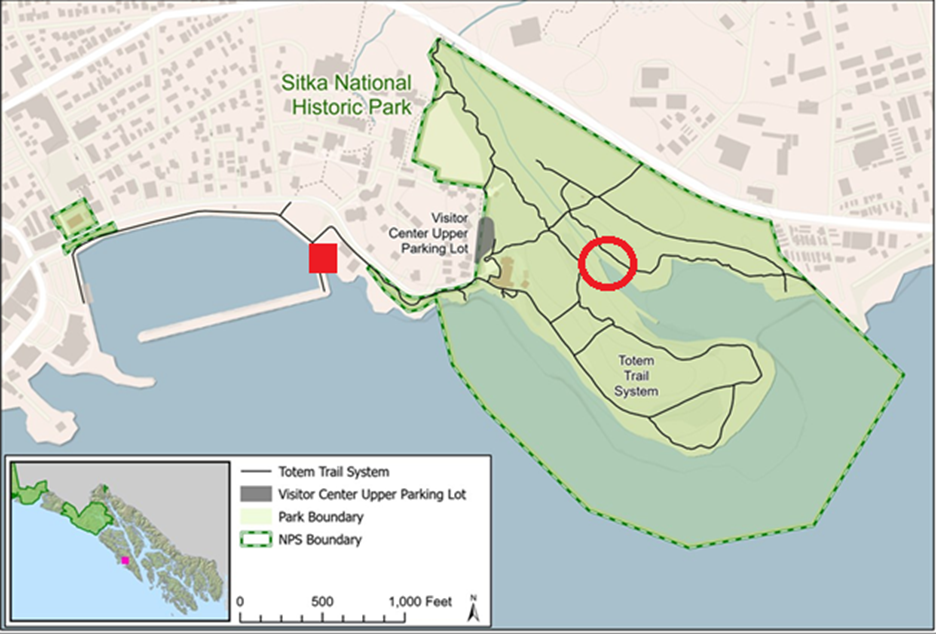 Sitka National
Historic Park
Visitor
Center Upper
Parking Lot
Totem
Trail
System
Totem Trail System
Visitor Center Upper Parking Lot
Park Boundary
NPS Boundary
0 500 1,000 Feet
N